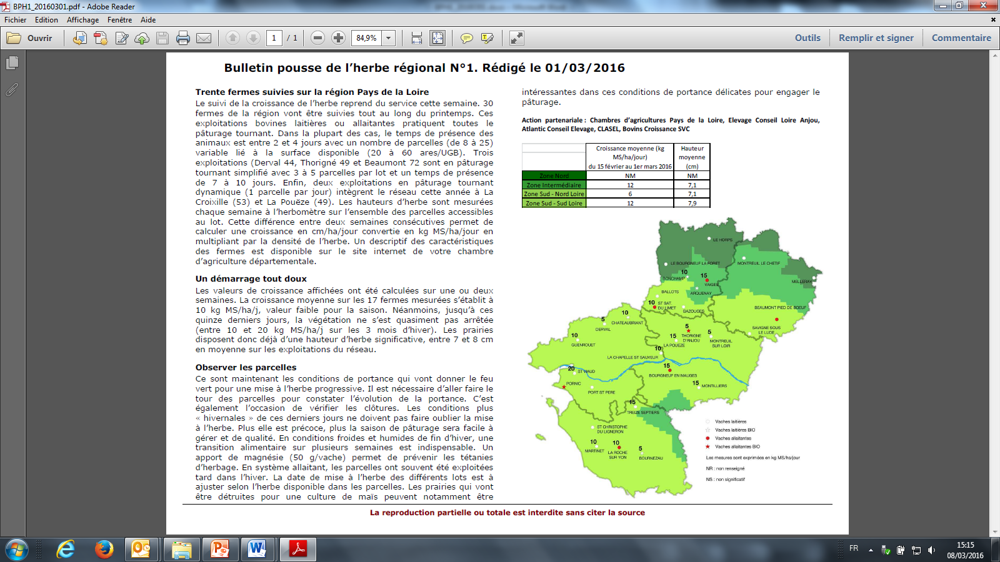 BPH1_20160301.pdf - Adobe Reader
Fichier Edition Affichage Fenêtre Aide
Ouvrir
1 / 1
84,9%
Outils Remplir et signer Commentaire
Bulletin pousse de l’herbe régional N°1. Rédigé le 01/03/2016
Trente fermes suivies sur la région Pays de la Loire
Le suivi de la croissance de l’herbe reprend du service cette semaine. 30
fermes de la région vont être suivies tout au long du printemps. Ces
exploitations bovines laitières ou allaitantes pratiquent toutes le
pâturage tournant. Dans la plupart des cas, le temps de présence des
animaux est entre 2 et 4 jours avec un nombre de parcelles (de 8 à 25)
variable lié à la surface disponible (20 à 60 ares/UGB). Trois
exploitations (Derval 44, Thorigné 49 et Beaumont 72 sont en pâturage
tournant simplifié avec 3 à 5 parcelles par lot et un temps de présence
de 7 à 10 jours. Enfin, deux exploitations en pâturage tournant
dynamique (1 parcelle par jour) intègrent le réseau cette année à La
Croixille (53) et La Pouëze (49). Les hauteurs d’herbe sont mesurées
chaque semaine à l’herbomètre sur l’ensemble des parcelles accessibles
au lot. Cette différence entre deux semaines consécutives permet de
calculer une croissance en cm/ha/jour convertie en kg MS/ha/jour en
multipliant par la densité de l’herbe. Un descriptif des caractéristiques
des fermes est disponible sur le site internet de votre chambre
d’agriculture départementale.
Un démarrage tout doux
Les valeurs de croissance affichées ont été calculées sur une ou deux
semaines. La croissance moyenne sur les 17 fermes mesurées s’établit à
10 kg MS/ha/j, valeur faible pour la saison. Néanmoins, jusqu’à ces
quinze derniers jours, la végétation ne s’est quasiment pas arrêtée
(entre 10 et 20 kg MS/ha/j sur les 3 mois d’hiver). Les prairies
disposent donc déjà d’une hauteur d’herbe significative, entre 7 et 8 cm
en moyenne sur les exploitations du réseau.
Observer les parcelles
Ce sont maintenant les conditions de portance qui vont donner le feu
vert pour une mise à l’herbe progressive. Il est nécessaire d’aller faire le
tour des parcelles pour constater l’évolution de la portance. C’est
également l’occasion de vérifier les clôtures. Les conditions plus
« hivernales » de ces derniers jours ne doivent pas faire oublier la mise
à l’herbe. Plus elle est précoce, plus la saison de pâturage sera facile à
gérer et de qualité. En conditions froides et humides de fin d’hiver, une
transition alimentaire sur plusieurs semaines est indispensable. Un
apport de magnésie (50 g/vache) permet de prévenir les tétanies
d’herbage. En système allaitant, les parcelles ont souvent été exploitées
tard dans l’hiver. La date de mise à l’herbe des différents lots est à
ajuster selon l’herbe disponible dans les parcelles. Les prairies qui vont
être détruites pour une culture de maïs peuvent notamment être
intéressantes dans ces conditions de portance délicates pour engager le
pâturage.
Action partenariale : Chambres d’agricultures Pays de la Loire, Elevage Conseil Loire Anjou,
Atlantic Conseil Elevage, CLASEL, Bovins Croissance SVC
Croissance moyenne (kg MS/ha/jour) du 15 février au 1er mars 2016
Hauteur moyenne (cm)
Zone Nord NM NM
Zone Intermédiaire 12 7,1
Zone Sud - Nord Loire 6 7,1
Zone Sud - Sud Loire 12 7,9
LE HORPS
LE BOURGNEUF LA FORET
MONTREUIL LE CHETIF
10
BONCHAMP
15
VAIGES
MELLERAY
BALLOTS
ARQUENAY
10
ST SAT.
DU LIMET
BAZOUGES
BEAUMONT PIED DE BOEUF
10
CHATEAUBRIANT
5
DERVAL
SAVIGNE SOUS
LE LUDE
5
THORIGNE
D'ANJOU
5
MONTREUIL
SUR LOIR
15
LA POUEZE
10
GUENROUET
10
LA CHAPELLE ST SAUVEUR
20
ST VIAUD
15
BOURGNEUF EN MAUGES
PORNIC
PORT ST PERE
15
MONTILLIERS
15
TREIZE SEPTIERS
ST CHRISTOPHE
DU LIGNERON
10
MARTINET
10
LA ROCHE
SUR YON
5
BOURNEZAU
Vaches laitières
Vaches laitières BIO
Vaches allaitantes
Vaches allaitantes BIO
Les mesures sont exprimées en kg MS/ha/jour
NR : non renseigné
NS : non significatif
La reproduction partielle ou totale est interdite sans citer la source
FR
15:15
08/03/2016